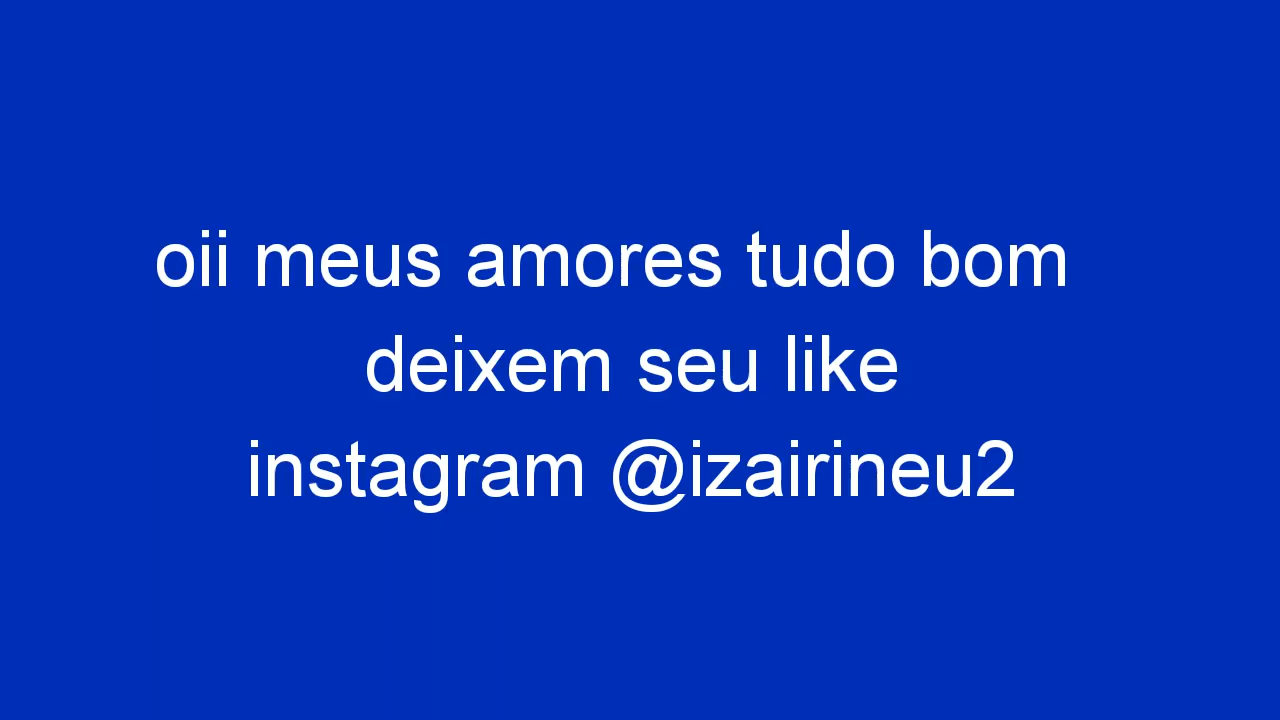 oii meus amores tudo bom
deixem seu like
instagram @izairineu2